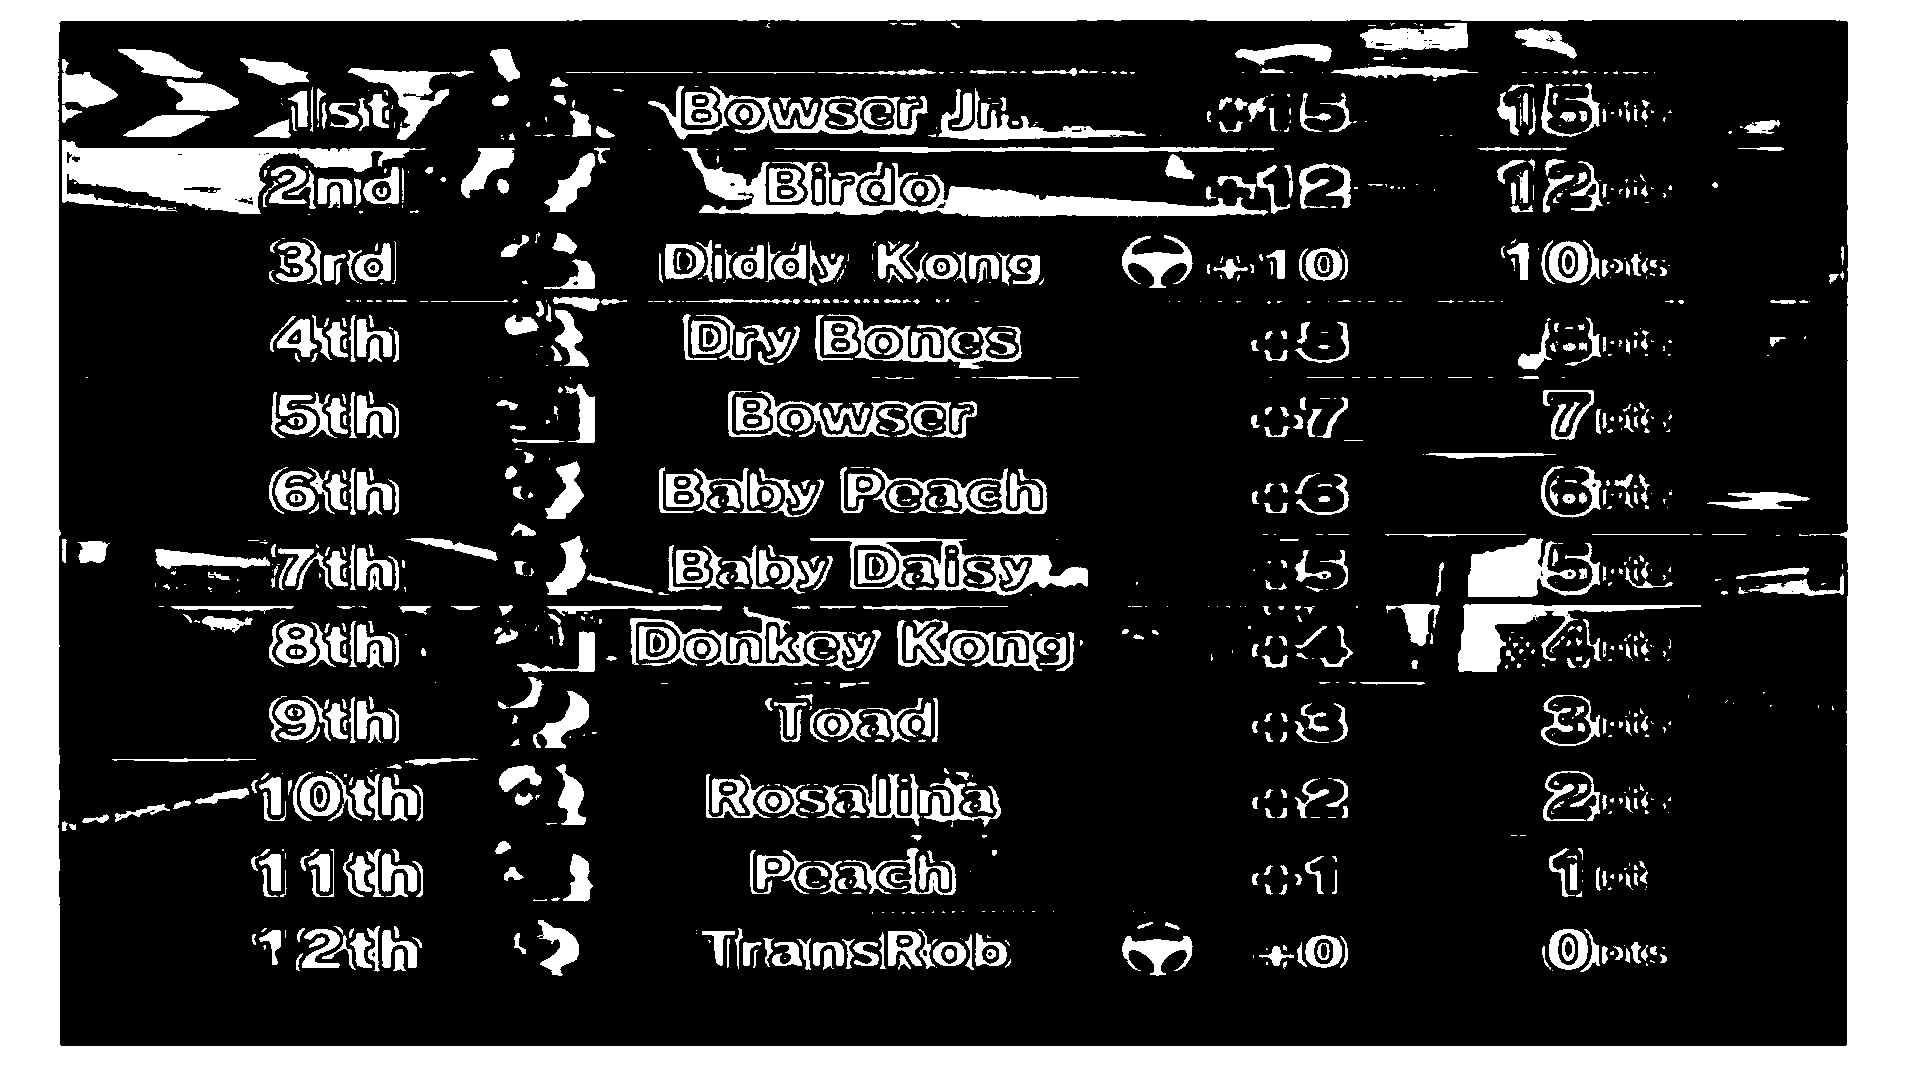 1st Bowser Jr. +15 15pts
2nd Birdo +12 12pts
3rd Diddy Kong +10 10pts
4th Dry Bones +8 8pts
5th Bowser +7 7pts
6th Baby Peach +6 6pts
7th Baby Daisy +5 5pts
8th Donkey Kong +4 4pts
9th Toad +3 3pts
10th Rosalina +2 2pts
11th Peach +1 1pt
12th TransRob +0 0pts